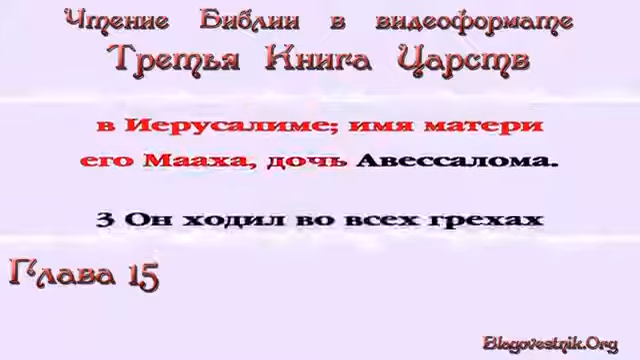 Чтение Библии в видеоформате
Третья Книга Царств
в Иерусалиме; имя матери
его Мааха, дочь Авессалома.
3 Он ходил во всех грехах
Глава 15
Blagovestnik.Org